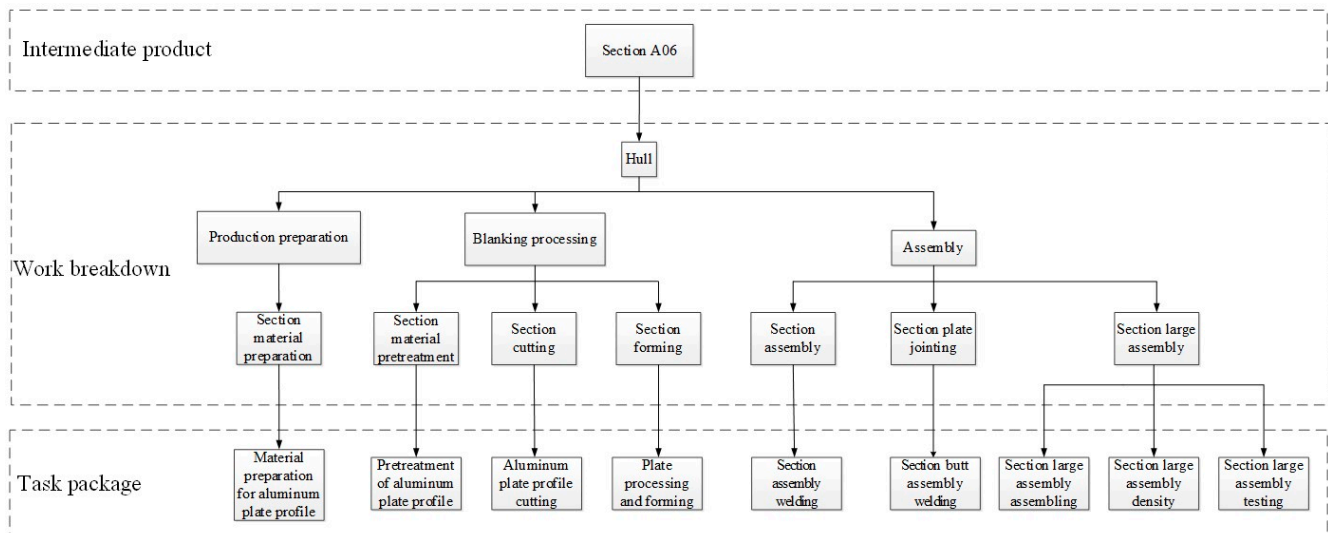 Intermediate product
Section A06
Hull
Work breakdown
Production preparation
Blanking processing
Assembly
Section
material
preparation
Section
material
pretreatment
Section
cutting
Section
forming
Section
assembly
Section plate
jointing
Section large
assembly
Task package
Material
preparation
for aluminum
plate profile
Pretreatment
of aluminum
plate profile
Aluminum
plate profile
cutting
Plate
processing
and forming
Section
assembly
welding
Section butt
assembly
welding
Section large
assembly
assembling
Section large
assembly
density
Section large
assembly
testing